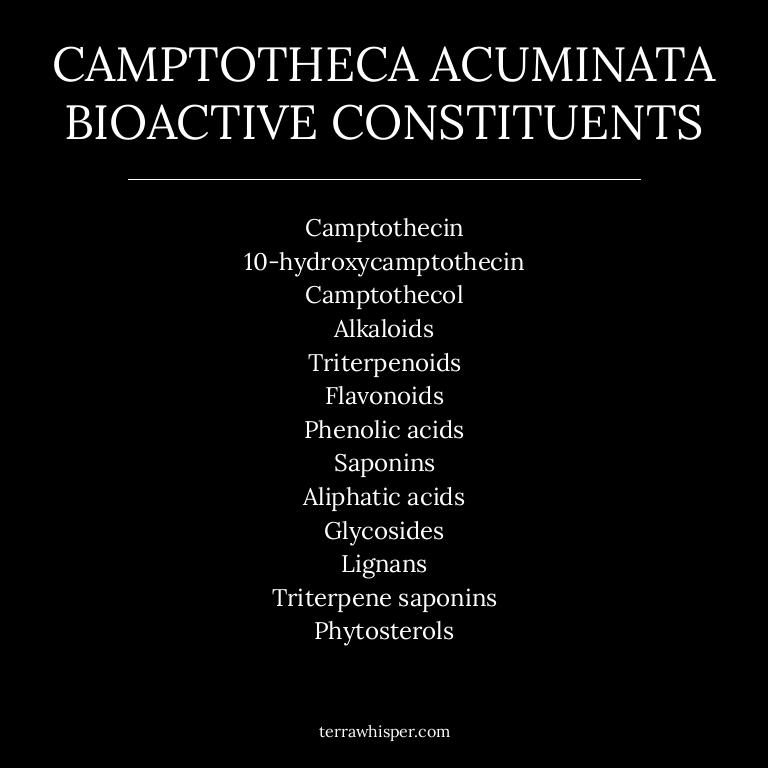 CAMPTOTHECA ACUMINATA
BIOACTIVE CONSTITUENTS
Camptothecin
10-hydroxycamptothecin
Camptothecol
Alkaloids
Triterpenoids
Flavonoids
Phenolic acids
Saponins
Aliphatic acids
Glycosides
Lignans
Triterpene saponins
Phytosterols
terrawhisper.com